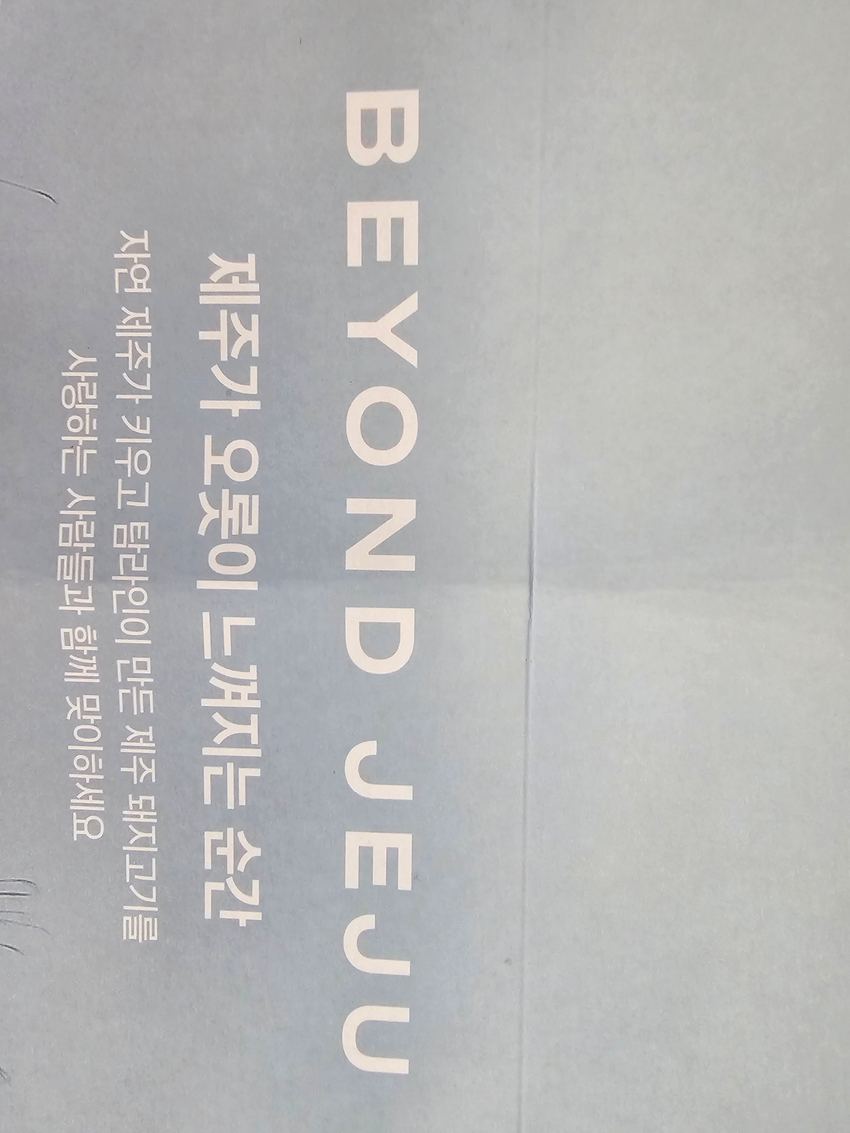 BEYOND JEJU
제주가 오롯이 느껴지는 순간
자연 제주가 키우고 탐라인이 만든 제주 돼지고기를
사랑하는 사람들과 함께 맞이하세요